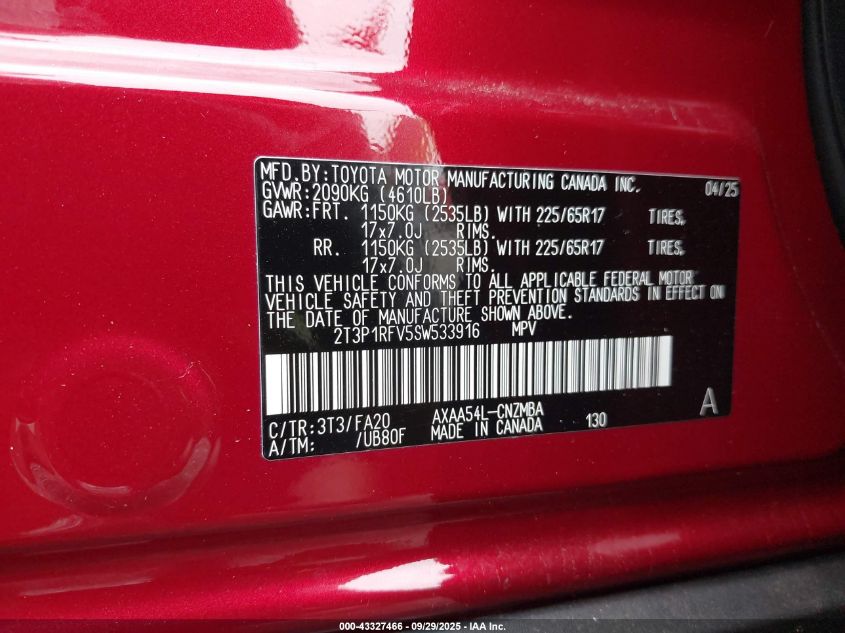 MFD.BY:TOYOTA MOTOR MANUFACTURING CANADA INC. 04/25
GVWR:2090KG (4610LB)
GAWR:FRT. 1150KG (2535LB) WITH 225/65R17 TIRES,
17x7.0J RIMS.
RR. 1150KG (2535LB) WITH 225/65R17 TIRES,
17x7.0J RIMS.
THIS VEHICLE CONFORMS TO ALL APPLICABLE FEDERAL MOTOR
VEHICLE SAFETY AND THEFT PREVENTION STANDARDS IN EFFECT ON
THE DATE OF MANUFACTURE SHOWN ABOVE.
2T3P1RFV5SW533916 MPV
C/TR:3T3/FA20 AXAA54L-CNZMBA 130 A
A/TM: /UB80F MADE IN CANADA
000-43327466 - 09/29/2025 - IAA Inc.